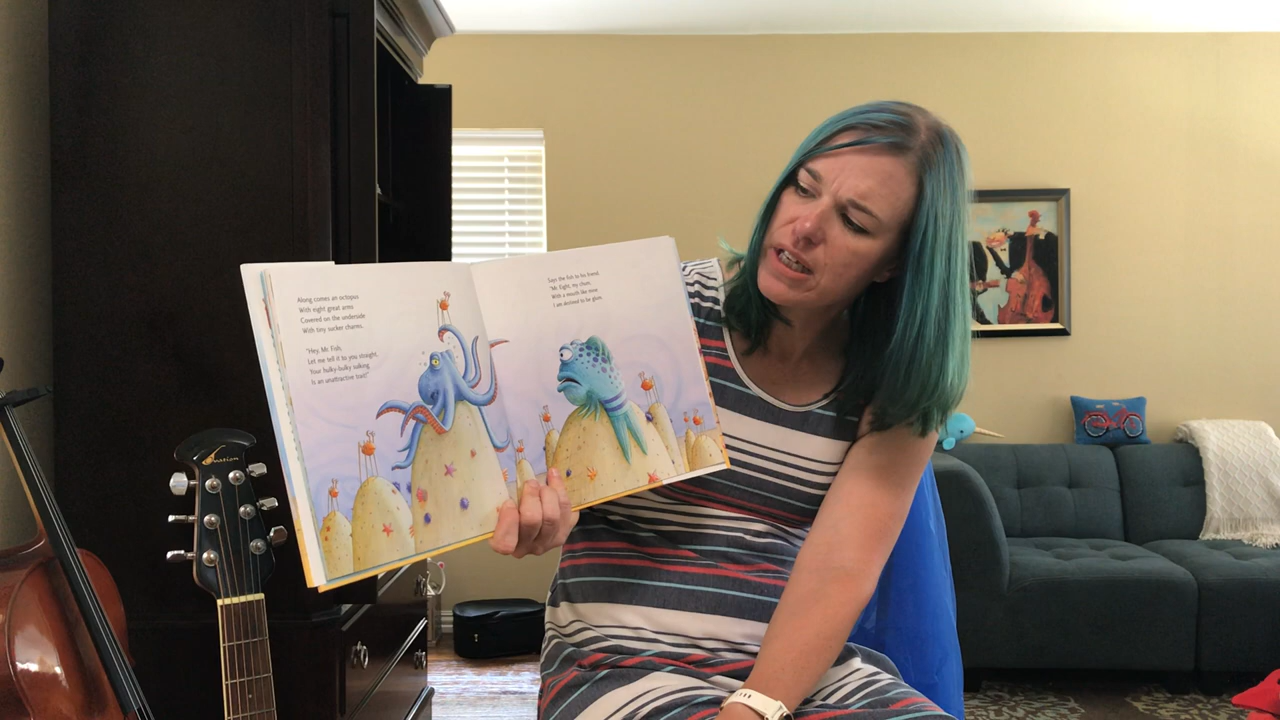 Along comes an octopus
With eight great arms
Covered on the underside
With tiny sucker charms.
"Hey, Mr. Fish,
Let me tell it to you straight,
Your hulky-bulky sulking
Is an unattractive trait!"
Says the fish to his friend,
"Mr. Eight, my chum,
With a mouth like mine
I am destined to be glum.
Ovation